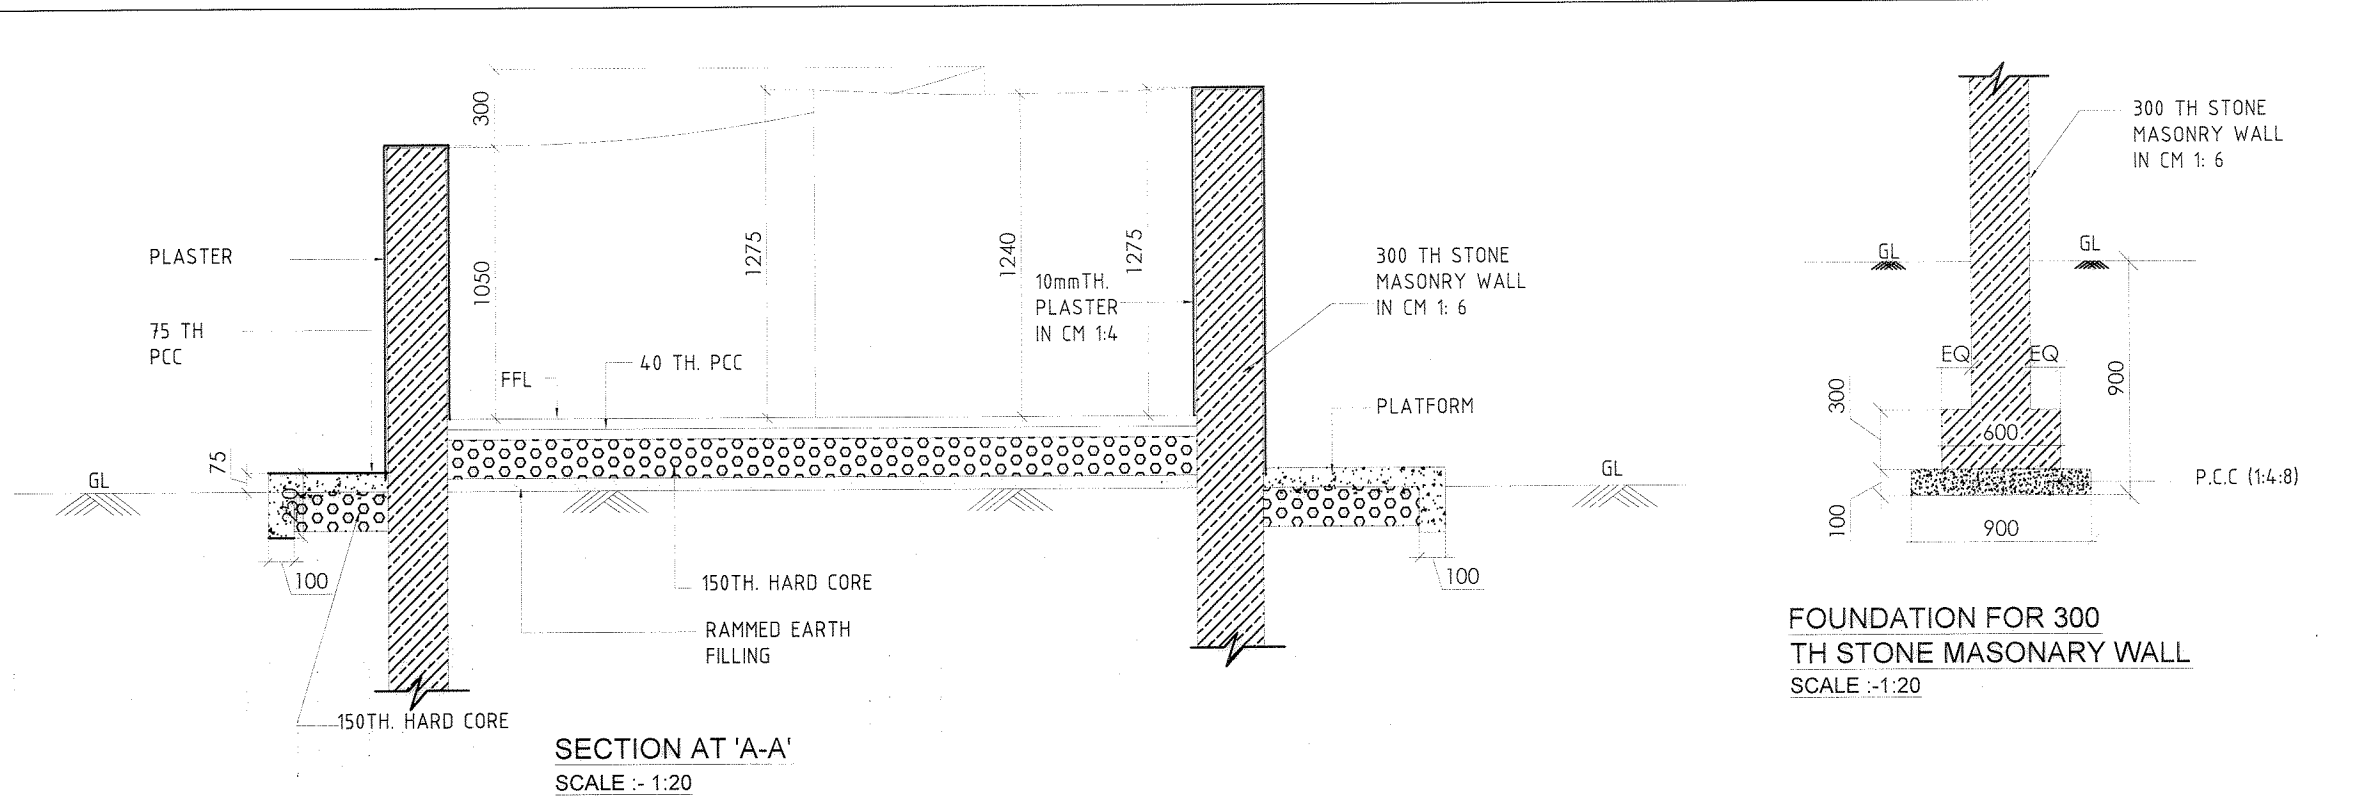 300
1050
1275
1240
1275
PLASTER
75 TH
PCC
FFL
40 TH. PCC
10mmTH.
PLASTER
IN CM 1:4
300 TH STONE
MASONRY WALL
IN CM 1: 6
PLATFORM
75
GL
250
100
GL
100
150TH. HARD CORE
RAMMED EARTH
FILLING
150TH. HARD CORE
SECTION AT 'A-A'
SCALE :- 1:20
300 TH STONE
MASONRY WALL
IN CM 1: 6
GL
GL
EQ
EQ
900
300
600
100
P.C.C (1:4:8)
900
FOUNDATION FOR 300
TH STONE MASONARY WALL
SCALE :-1:20